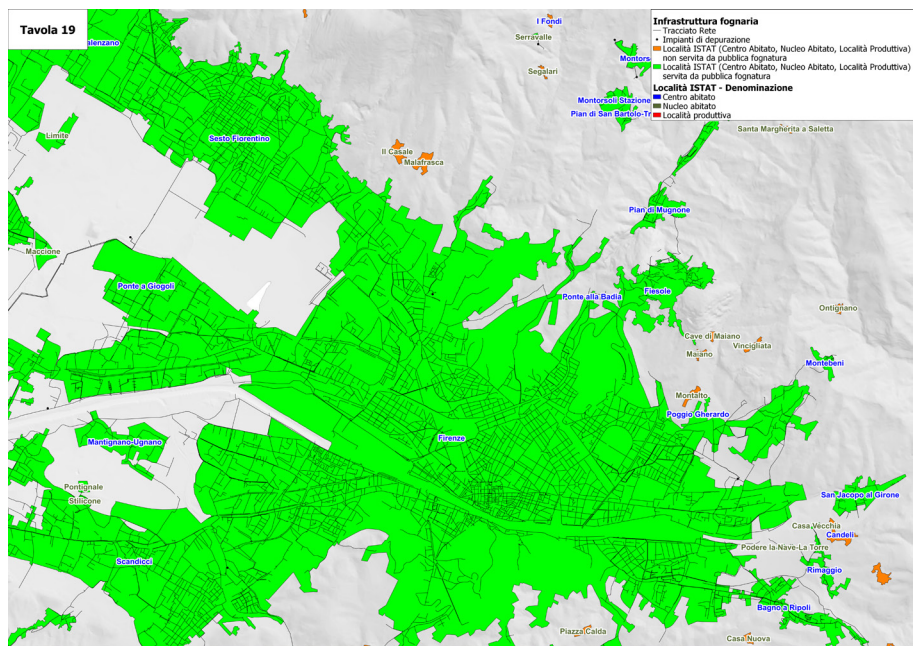 Tavola 19
Infrastruttura fognaria
Tracciato Rete
Impianti di depurazione
Località ISTAT (Centro Abitato, Nucleo Abitato, Località Produttiva)
non servita da pubblica fognatura
Località ISTAT (Centro Abitato, Nucleo Abitato, Località Produttiva)
servita da pubblica fognatura
Località ISTAT - Denominazione
Centro abitato
Nucleo abitato
Località produttiva
I Fondi
Serravalle
alenzano
Montors
Segalari
Montorsoli Stazione
Pian di San Bartolo-Tr
Santa Margherita a Saletta
Limite
Sesto Fiorentino
Il Casale
Malafrasca
Pian di Mugnone
Maccione
Ponte a Giogoli
Ponte alla Badia
Fiesole
Ontignano
Cave di Maiano
Vincigliata
Maiano
Montebeni
Montalto
Poggio Gherardo
Mantignano-Ugnano
Firenze
Pontignale
Stilicone
San Jacopo al Girone
Casa Vecchia
Candeli
Podere la Nave-La Torre
Scandicci
Rimaggio
Bagno a Ripoli
Piazza Calda
Casa Nuova